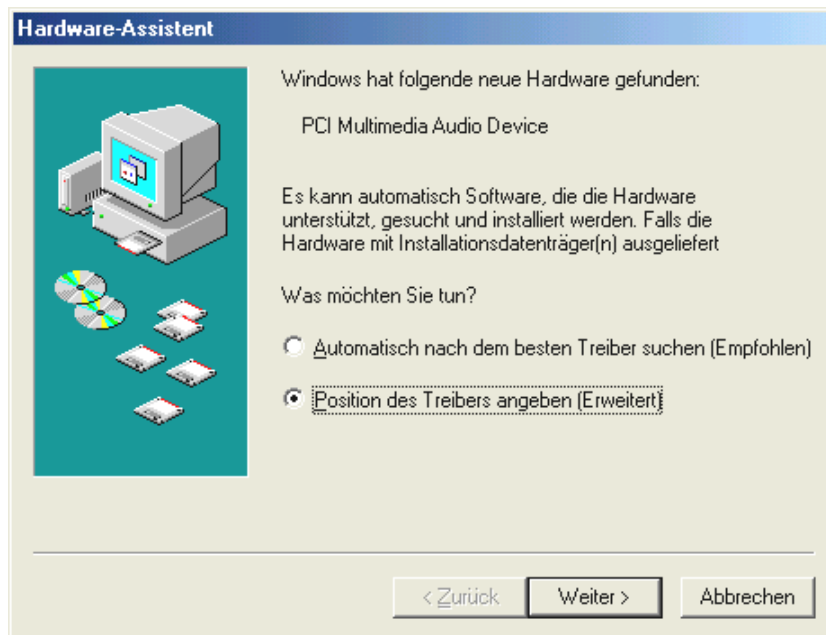 Hardware-Assistent
Windows hat folgende neue Hardware gefunden:
PCI Multimedia Audio Device
Es kann automatisch Software, die die Hardware
unterstützt, gesucht und installiert werden. Falls die
Hardware mit Installationsdatenträger(n) ausgeliefert
Was möchten Sie tun?
Automatisch nach dem besten Treiber suchen (Empfohlen)
Position des Treibers angeben (Erweitert)
< Zurück
Weiter >
Abbrechen